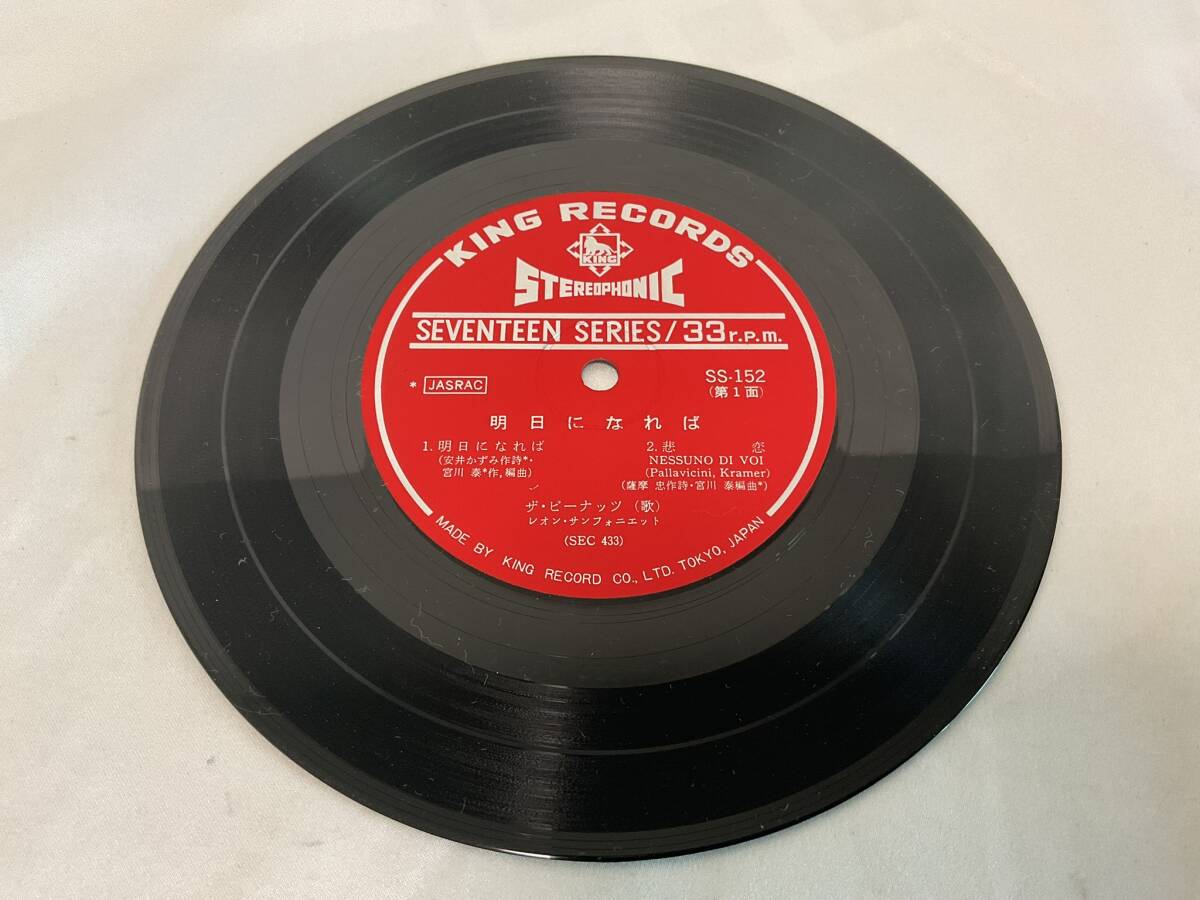 KING RECORDS
KING
STEREOPHONIC
SEVENTEEN SERIES/33r.p.m.
* JASRAC
SS-152
(第1面)
明日になれば
1. 明日になれば
(安井かずみ作詩*・
宮川 泰*作,編曲)
2. 悲 恋
NESSUNO DI VOI
(Pallavicini, Kramer)
(薩摩 忠作詩・宮川 泰編曲*)
ザ・ピーナッツ (歌)
レオン・サンフォニエット
(SEC 433)
MADE BY KING RECORD CO., LTD. TOKYO, JAPAN